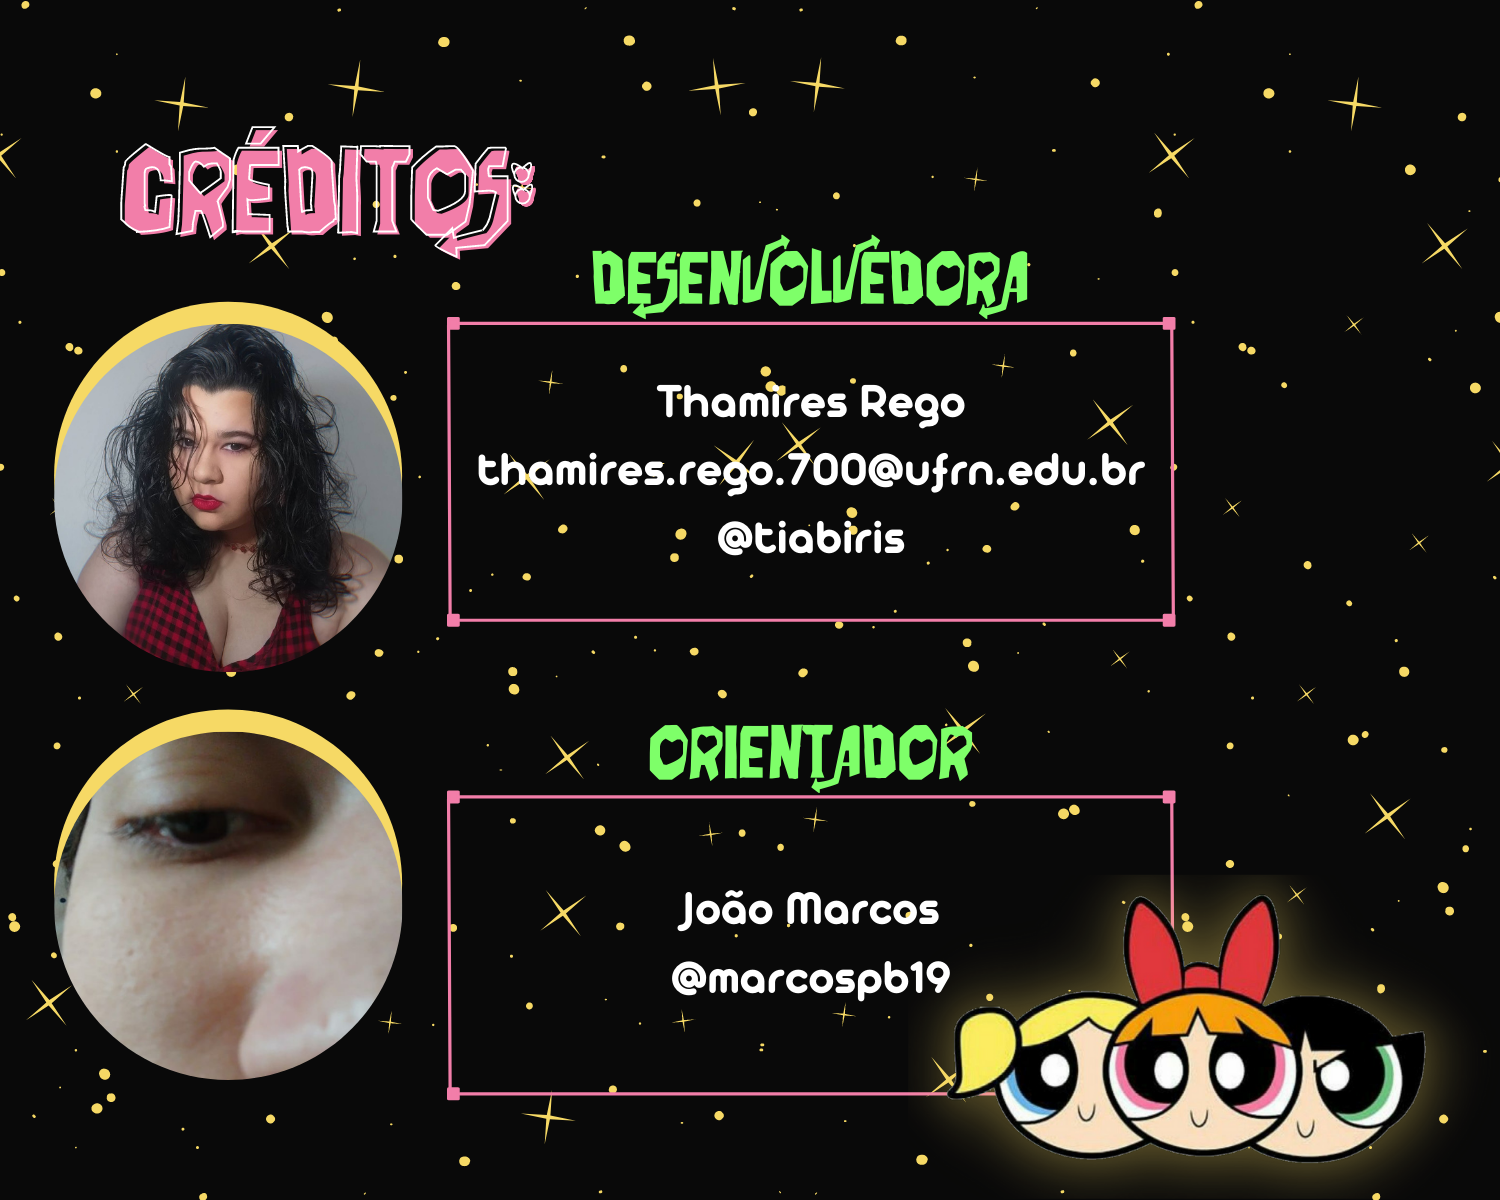 CRÉDITOS
DESENVOLVEDORA
Thamires Rego
thamires.rego.700@ufrn.edu.br
@tiabiris
ORIENTADOR
João Marcos
@marcospb19